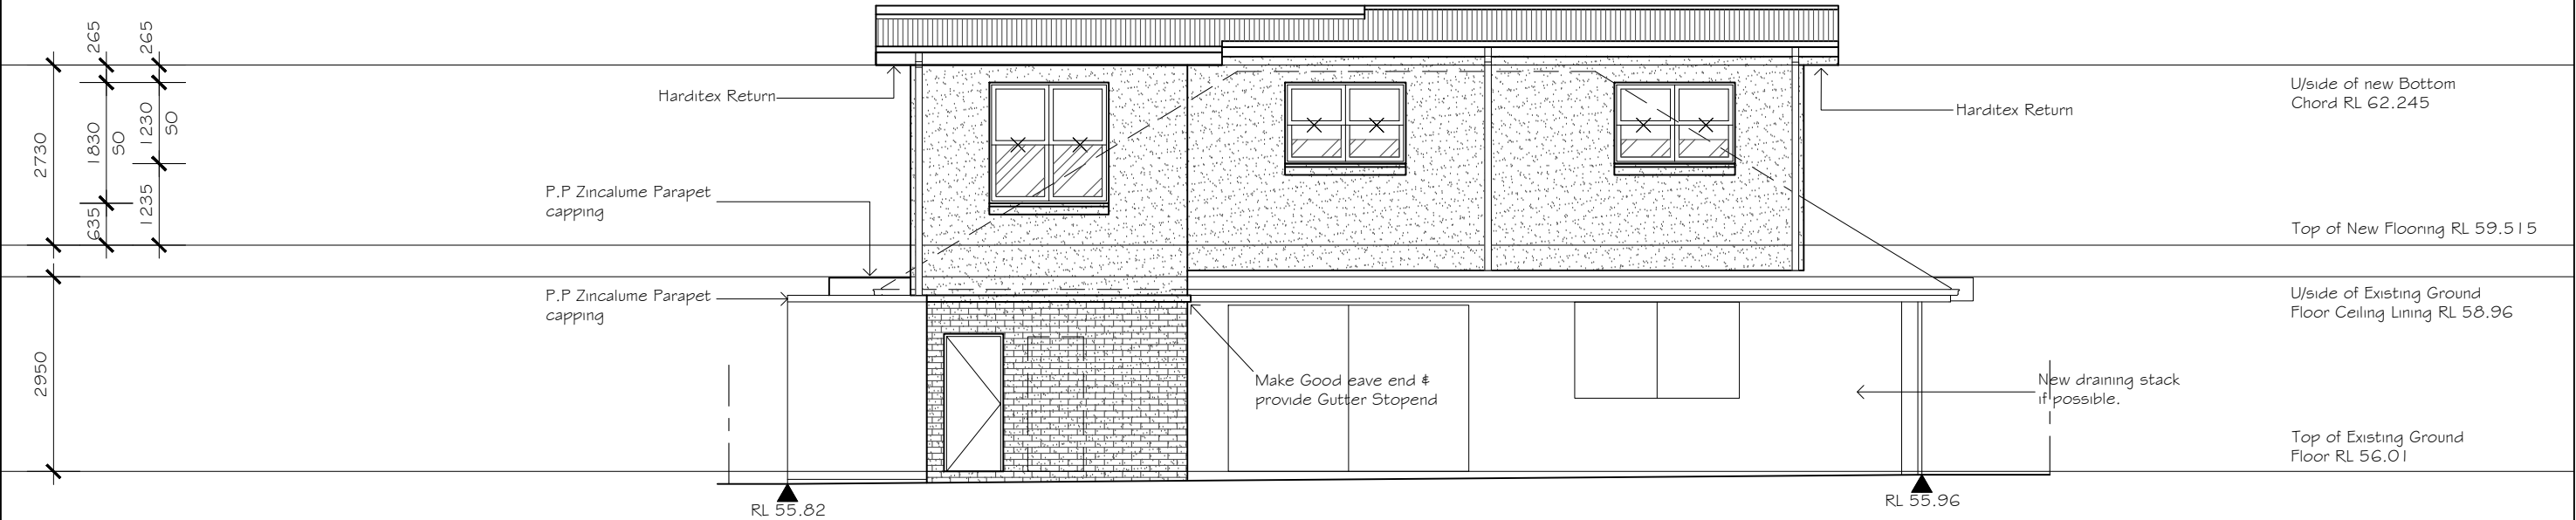 265
265
2730
1830
50
1230
50
635
1235
2950
Harditex Return
P.P Zincalume Parapet
capping
P.P Zincalume Parapet
capping
Make Good eave end &
provide Gutter Stopend
Harditex Return
New draining stack
if possible.
U/side of new Bottom
Chord RL 62.245
Top of New Flooring RL 59.515
U/side of Existing Ground
Floor Ceiling Lining RL 58.96
Top of Existing Ground
Floor RL 56.01
RL 55.82
RL 55.96